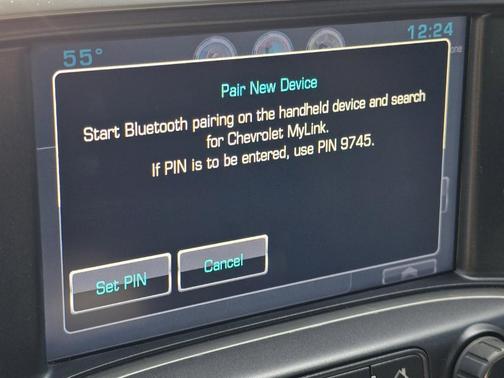 55°
12:24
one
Pair New Device
Start Bluetooth pairing on the handheld device and search
for Chevrolet MyLink.
If PIN is to be entered, use PIN 9745.
Set PIN
Cancel